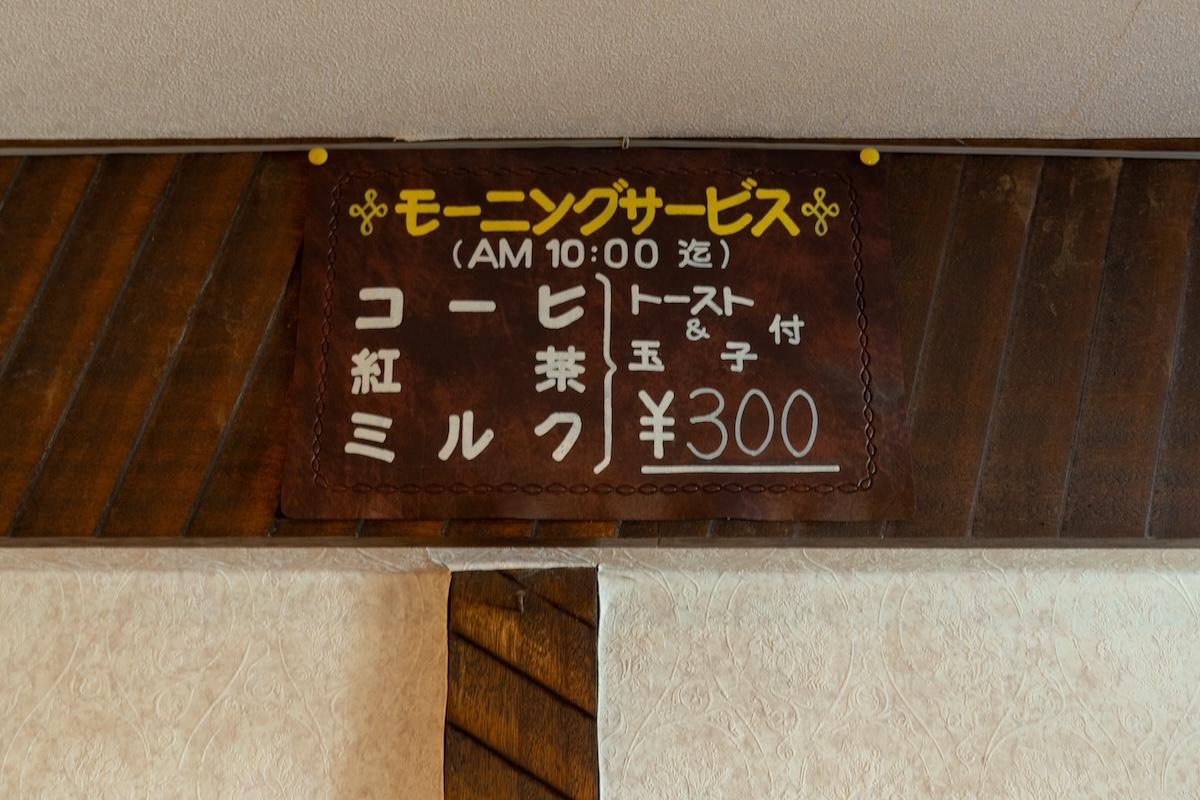 モーニングサービス
(AM 10:00 迄)
コーヒ
紅茶
ミルク
トースト
&
玉子
付
¥300